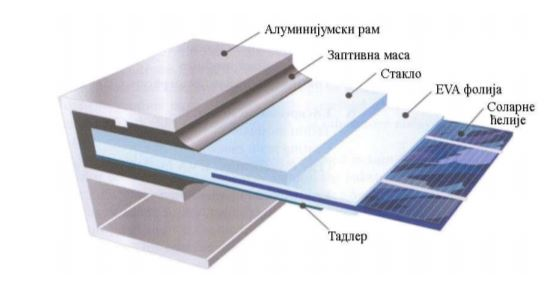 Алуминијумски рам
Заптивна маса
Стакло
EVA фолија
Соларне
ћелије
Тадлер